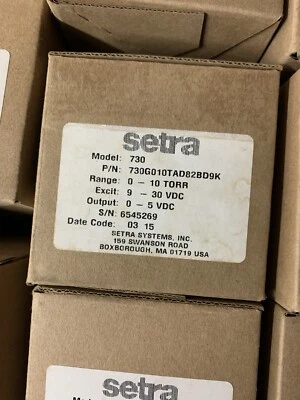 setra
Model: 730
P/N: 730G010TAD82BD9K
Range: 0 - 10 TORR
Excit: 9 - 30 VDC
Output: 0 - 5 VDC
S/N: 6545269
Date Code: 03 15
SETRA SYSTEMS, INC.
159 SWANSON ROAD
BOXBOROUGH, MA 01719 USA
setra